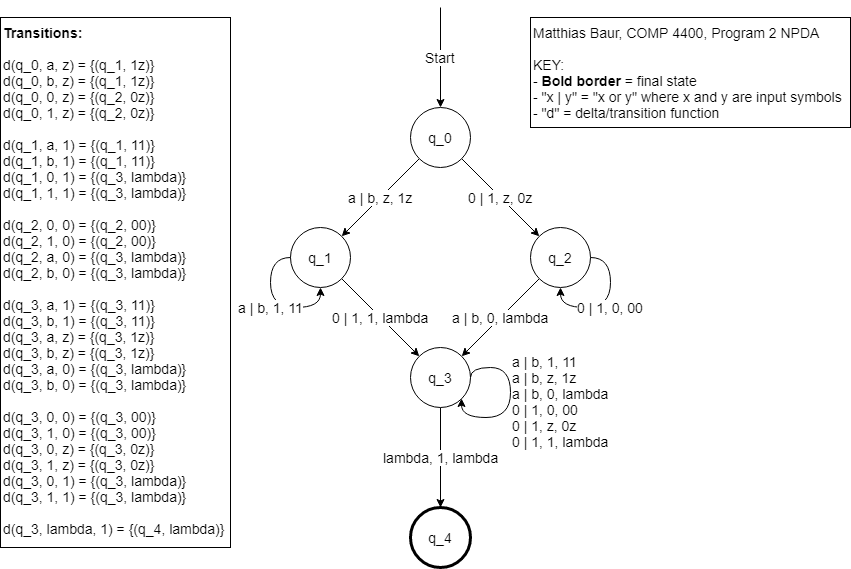 Transitions:
d(q_0, a, z) = {(q_1, 1z)}
d(q_0, b, z) = {(q_1, 1z)}
d(q_0, 0, z) = {(q_2, 0z)}
d(q_0, 1, z) = {(q_2, 0z)}
d(q_1, a, 1) = {(q_1, 11)}
d(q_1, b, 1) = {(q_1, 11)}
d(q_1, 0, 1) = {(q_3, lambda)}
d(q_1, 1, 1) = {(q_3, lambda)}
d(q_2, 0, 0) = {(q_2, 00)}
d(q_2, 1, 0) = {(q_2, 00)}
d(q_2, a, 0) = {(q_3, lambda)}
d(q_2, b, 0) = {(q_3, lambda)}
d(q_3, a, 1) = {(q_3, 11)}
d(q_3, b, 1) = {(q_3, 11)}
d(q_3, a, z) = {(q_3, 1z)}
d(q_3, b, z) = {(q_3, 1z)}
d(q_3, a, 0) = {(q_3, lambda)}
d(q_3, b, 0) = {(q_3, lambda)}
d(q_3, 0, 0) = {(q_3, 00)}
d(q_3, 1, 0) = {(q_3, 00)}
d(q_3, 0, z) = {(q_3, 0z)}
d(q_3, 1, z) = {(q_3, 0z)}
d(q_3, 0, 1) = {(q_3, lambda)}
d(q_3, 1, 1) = {(q_3, lambda)}
d(q_3, lambda, 1) = {(q_4, lambda)}
Start
q_0
a | b, z, 1z
0 | 1, z, 0z
q_1
q_2
a | b, 1, 11
0 | 1, 1, lambda
a | b, 0, lambda
0 | 1, 0, 00
q_3
a | b, 1, 11
a | b, z, 1z
a | b, 0, lambda
0 | 1, 0, 00
0 | 1, z, 0z
0 | 1, 1, lambda
lambda, 1, lambda
q_4
Matthias Baur, COMP 4400, Program 2 NPDA
KEY:
- Bold border = final state
- "x | y" = "x or y" where x and y are input symbols
- "d" = delta/transition function